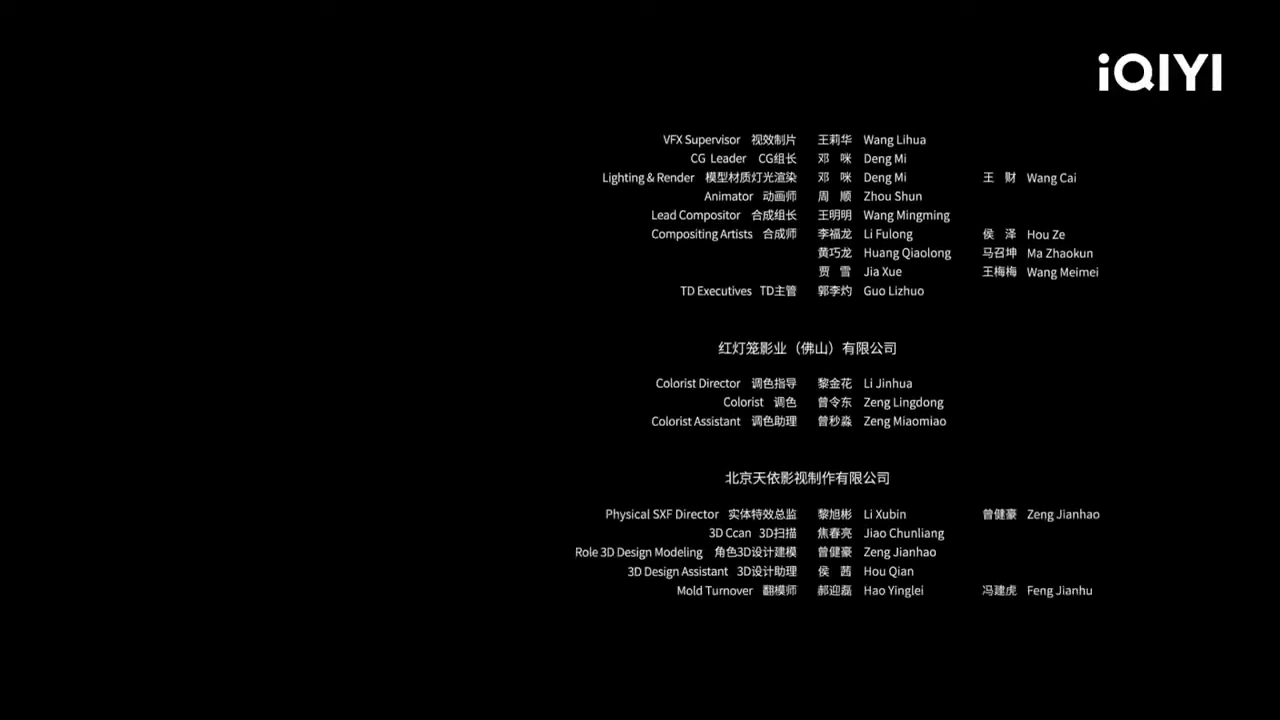 iQIYI
VFX Supervisor 视效制片 王莉华 Wang Lihua
CG Leader CG组长 邓 咪 Deng Mi
Lighting & Render 模型材质灯光渲染 邓 咪 Deng Mi 王 财 Wang Cai
Animator 动画师 周 顺 Zhou Shun
Lead Compositor 合成组长 王明明 Wang Mingming
Compositing Artists 合成师 李福龙 Li Fulong 侯 泽 Hou Ze
黄巧龙 Huang Qiaolong 马召坤 Ma Zhaokun
贾 雪 Jia Xue 王梅梅 Wang Meimei
TD Executives TD主管 郭李灼 Guo Lizhuo
红灯笼影业（佛山）有限公司
Colorist Director 调色指导 黎金花 Li Jinhua
Colorist 调色 曾令东 Zeng Lingdong
Colorist Assistant 调色助理 曾秒淼 Zeng Miaomiao
北京天依影视制作有限公司
Physical SXF Director 实体特效总监 黎旭彬 Li Xubin 曾健豪 Zeng Jianhao
3D Ccan 3D扫描 焦春亮 Jiao Chunliang
Role 3D Design Modeling 角色3D设计建模 曾健豪 Zeng Jianhao
3D Design Assistant 3D设计助理 侯 茜 Hou Qian
Mold Turnover 翻模师 郝迎磊 Hao Yinglei 冯建虎 Feng Jianhu